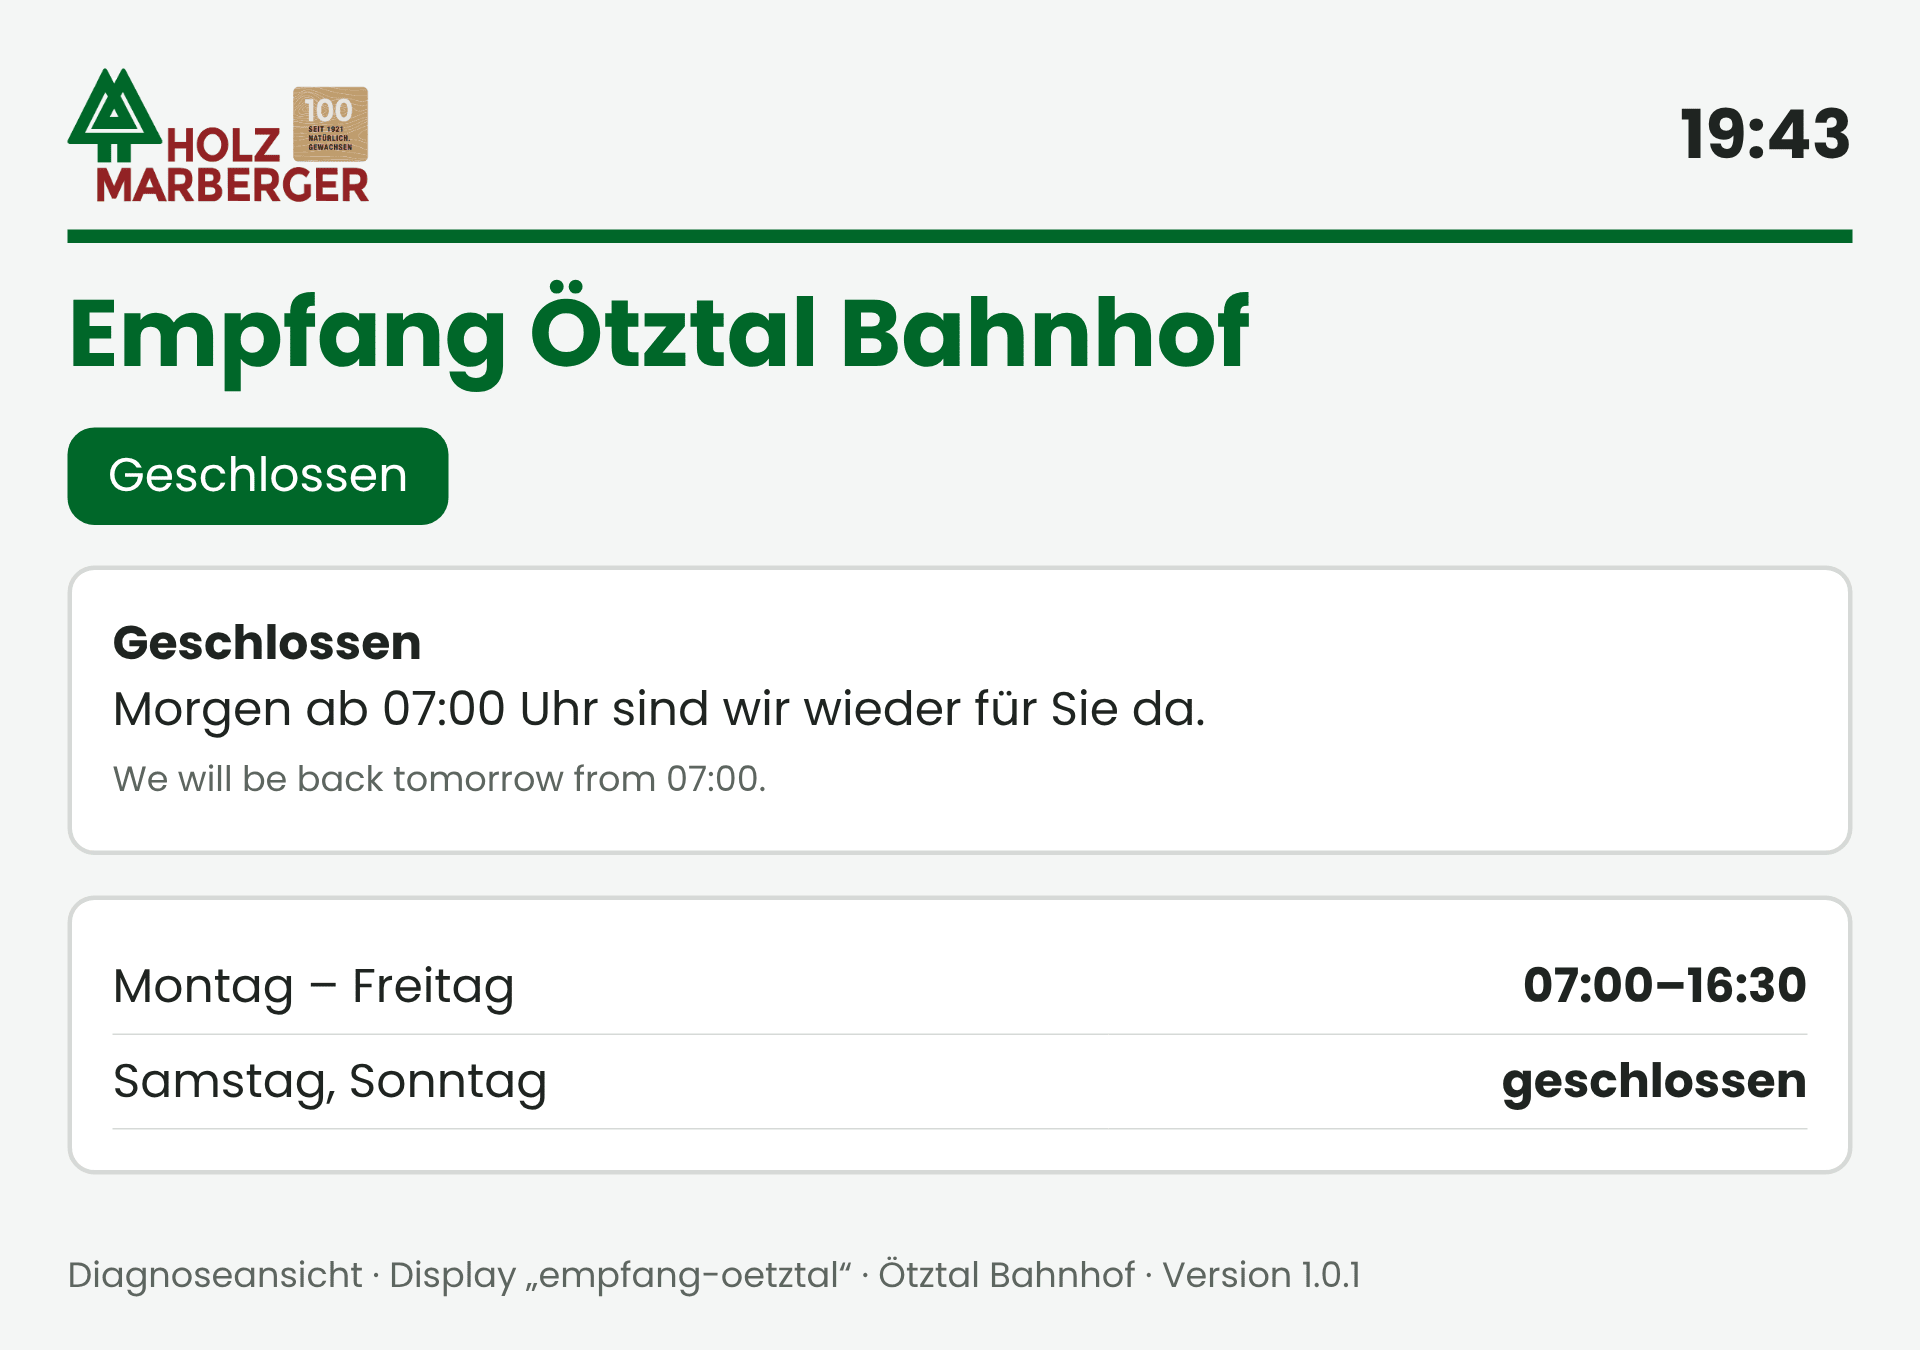 HOLZ
MARBERGER
100
SEIT 1921
NATÜRLICH.
GEWACHSEN
19:43
Empfang Ötztal Bahnhof
Geschlossen
Geschlossen
Morgen ab 07:00 Uhr sind wir wieder für Sie da.
We will be back tomorrow from 07:00.
Montag – Freitag 07:00–16:30
Samstag, Sonntag geschlossen
Diagnoseansicht · Display „empfang-oetztal“ · Ötztal Bahnhof · Version 1.0.1